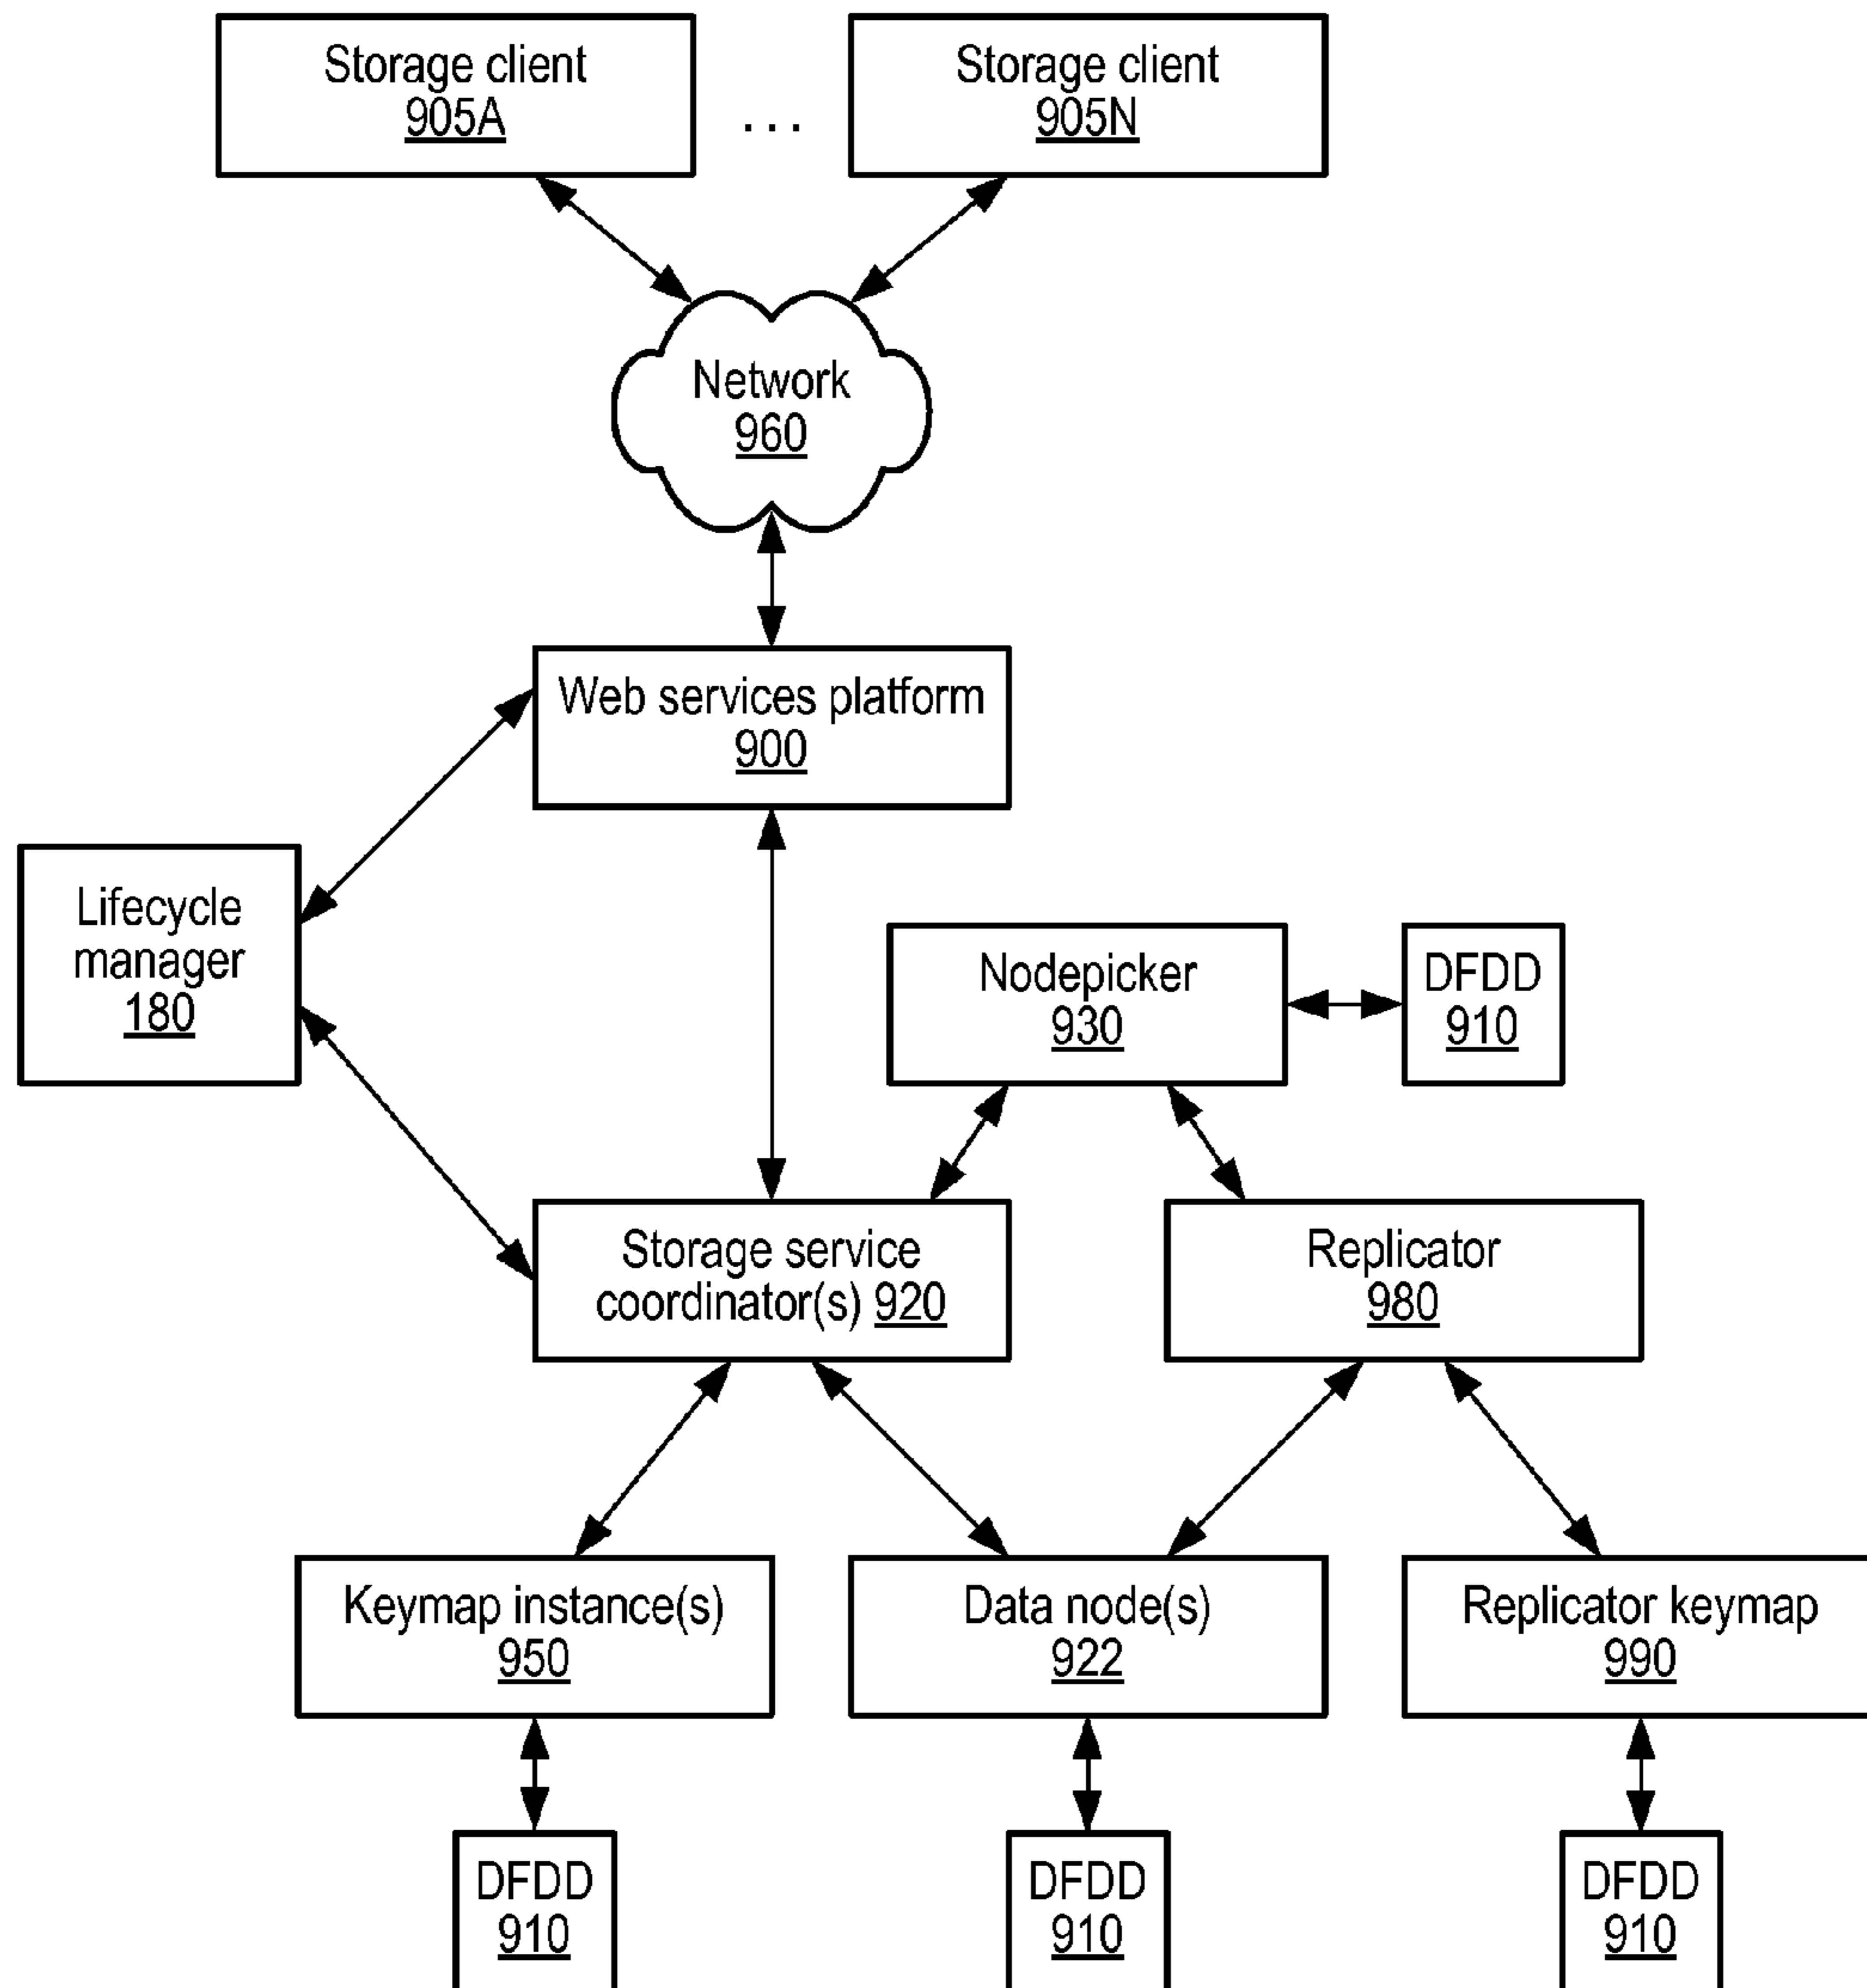 Storage client
905A
...
Storage client
905N
Network
960
Web services platform
900
Lifecycle
manager
180
Nodepicker
930
DFDD
910
Storage service
coordinator(s) 920
Replicator
980
Keymap instance(s)
950
Data node(s)
922
Replicator keymap
990
DFDD
910
DFDD
910
DFDD
910